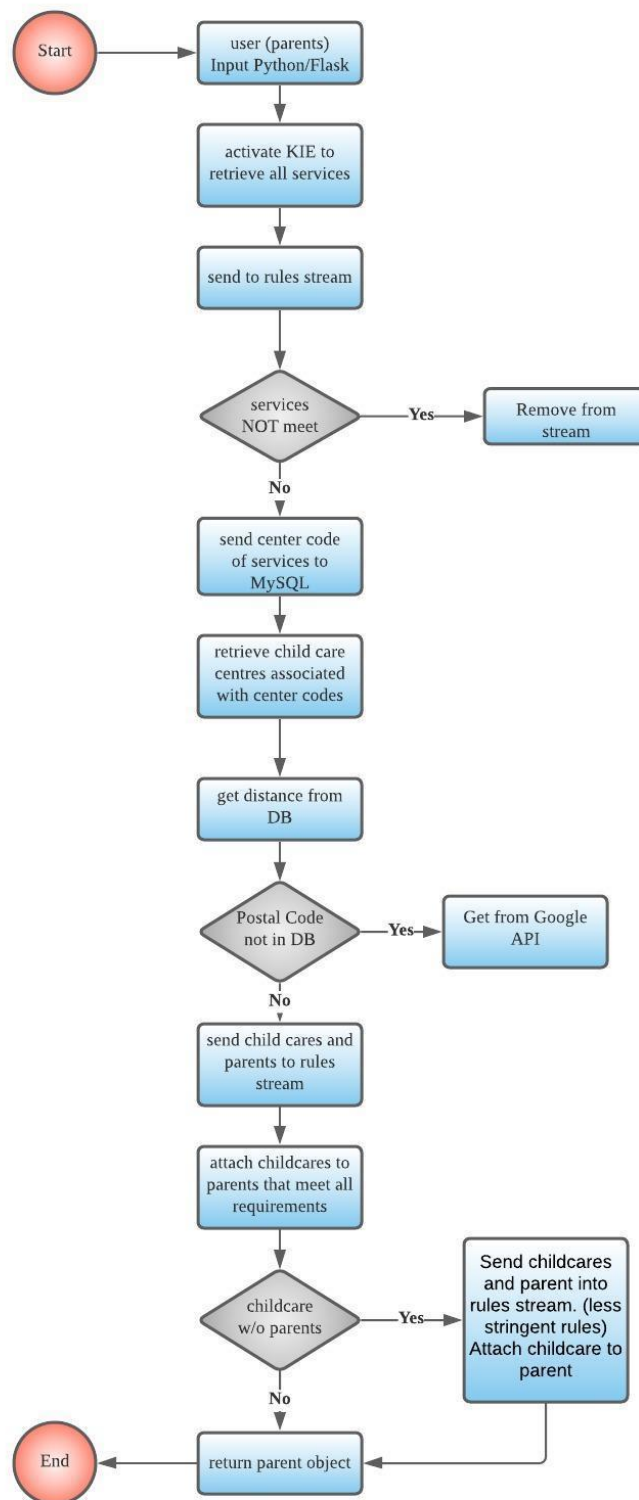 Start
user (parents)
Input Python/Flask
activate KIE to
retrieve all services
send to rules stream
services
NOT meet
Yes
Remove from
stream
No
send center code
of services to
MySQL
retrieve child care
centres associated
with center codes
get distance from
DB
Postal Code
not in DB
Yes
Get from Google
API
No
send child cares and
parents to rules
stream
attach childcares to
parents that meet all
requirements
childcare
w/o parents
Yes
Send childcares
and parent into
rules stream. (less
stringent rules)
Attach childcare to
parent
No
return parent object
End